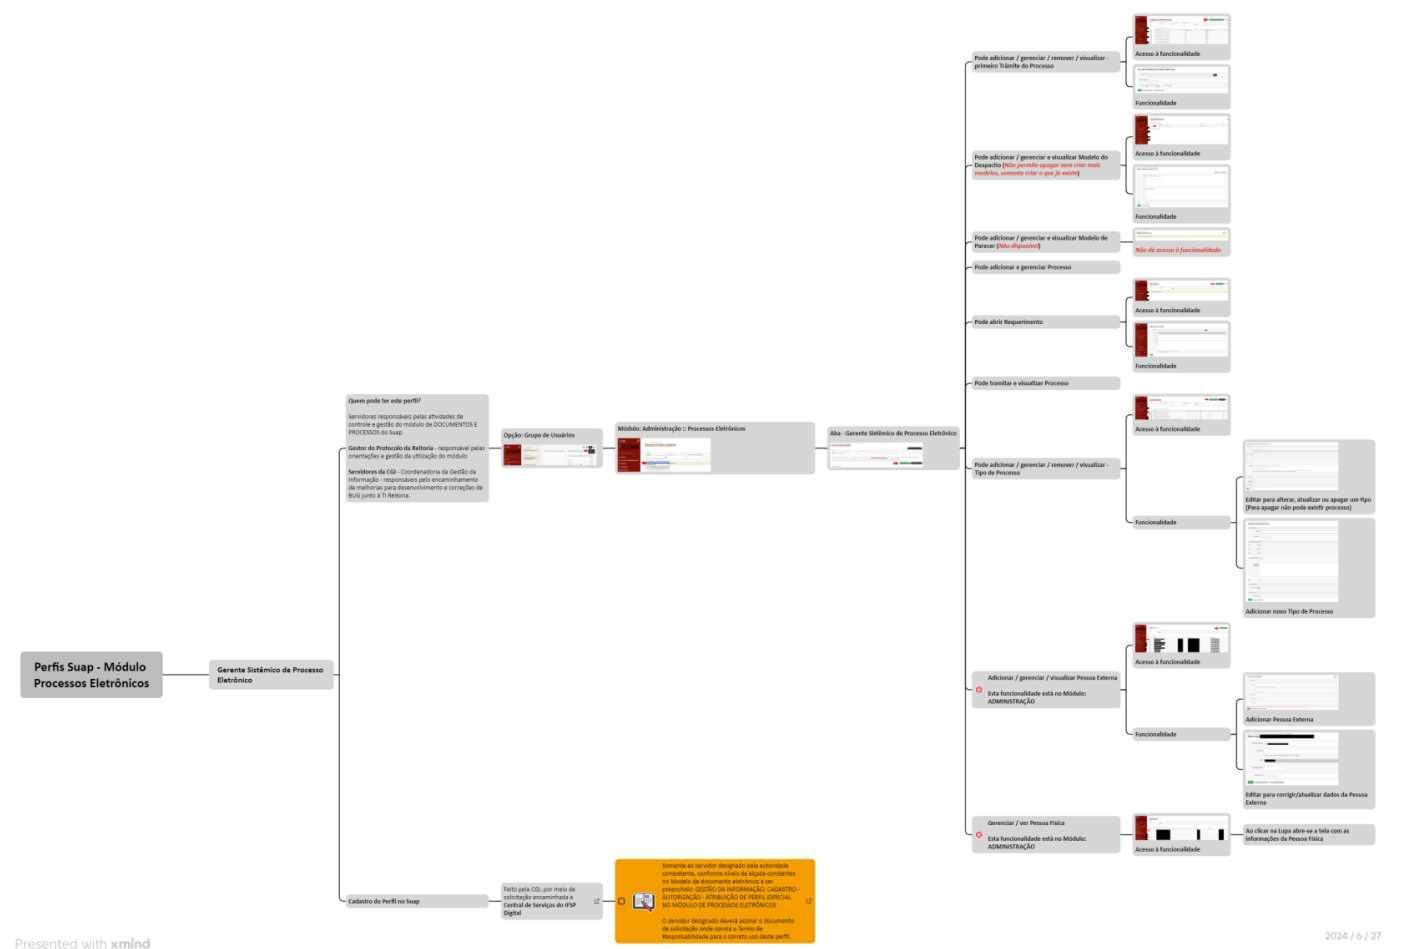 Perfis Suap - Módulo
Processos Eletrônicos
Gerente Sistêmico de Processo
Eletrônico
Quem pode ter este perfil?
Servidores responsáveis pelas atividades de
controle e gestão do módulo de DOCUMENTOS E
PROCESSOS do Suap
Gestor do Protocolo da Reitoria - responsável pelas
orientações e gestão da utilização do módulo
Servidores da CGI - Coordenadoria da Gestão da
Informação - responsáveis pelo encaminhamento
de melhorias para desenvolvimento e correções de
BUG junto à TI Reitoria.
Opção: Grupo de Usuários
Módulo: Administração :: Processos Eletrônicos
Aba - Gerente Sistêmico de Processo Eletrônico
Pode adicionar / gerenciar / remover / visualizar -
primeiro Trâmite do Processo
Acesso à funcionalidade
Funcionalidade
Pode adicionar / gerenciar e visualizar Modelo do
Despacho (Não permite apagar nem criar mais
modelos, somente criar o que já existe)
Acesso à funcionalidade
Funcionalidade
Pode adicionar / gerenciar e visualizar Modelo de
Parecer (Não disponível)
Não dá acesso à funcionalidade.
Pode adicionar e gerenciar Processo
Pode abrir Requerimento
Acesso à funcionalidade
Funcionalidade
Pode tramitar e visualizar Processo
Pode adicionar / gerenciar / remover / visualizar -
Tipo de Processo
Acesso à funcionalidade
Funcionalidade
Editar para alterar, atualizar ou apagar um tipo
(Para apagar não pode existir processo)
Adicionar novo Tipo de Processo
Adicionar / gerenciar / visualizar Pessoa Externa
Esta funcionalidade está no Módulo:
ADMINISTRAÇÃO
Acesso à funcionalidade
Funcionalidade
Adicionar Pessoa Externa
Editar para corrigir/atualizar dados da Pessoa
Externa
Gerenciar / ver Pessoa Física
Esta funcionalidade está no Módulo:
ADMINISTRAÇÃO
Acesso à funcionalidade
Ao clicar na Lupa abre-se a tela com as
informações da Pessoa Física
Cadastro do Perfil no Suap
Feito pela CGI, por meio de
solicitação encaminhada à
Central de Serviços do IFSP
Digital
Somente ao servidor designado pela autoridade
competente, conforme níveis de alçada constantes
no Modelo de documento eletrônico a ser
preenchido: GESTÃO DA INFORMAÇÃO: CADASTRO -
AUTORIZAÇÃO - ATRIBUIÇÃO DE PERFIL ESPECIAL
NO MÓDULO DE PROCESSOS ELETRÔNICOS
O servidor designado deverá assinar o documento
de solicitação onde consta o Termo de
Responsabilidade para o correto uso deste perfil.
Presented with xmind
2024 / 6 / 27